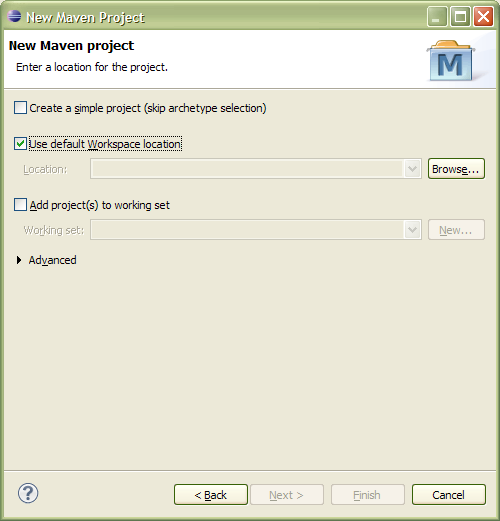 New Maven Project
New Maven project
Enter a location for the project.
M
Create a simple project (skip archetype selection)
Use default Workspace location
Location:
Browse...
Add project(s) to working set
Working set:
New...
Advanced
?
< Back
Next >
Finish
Cancel